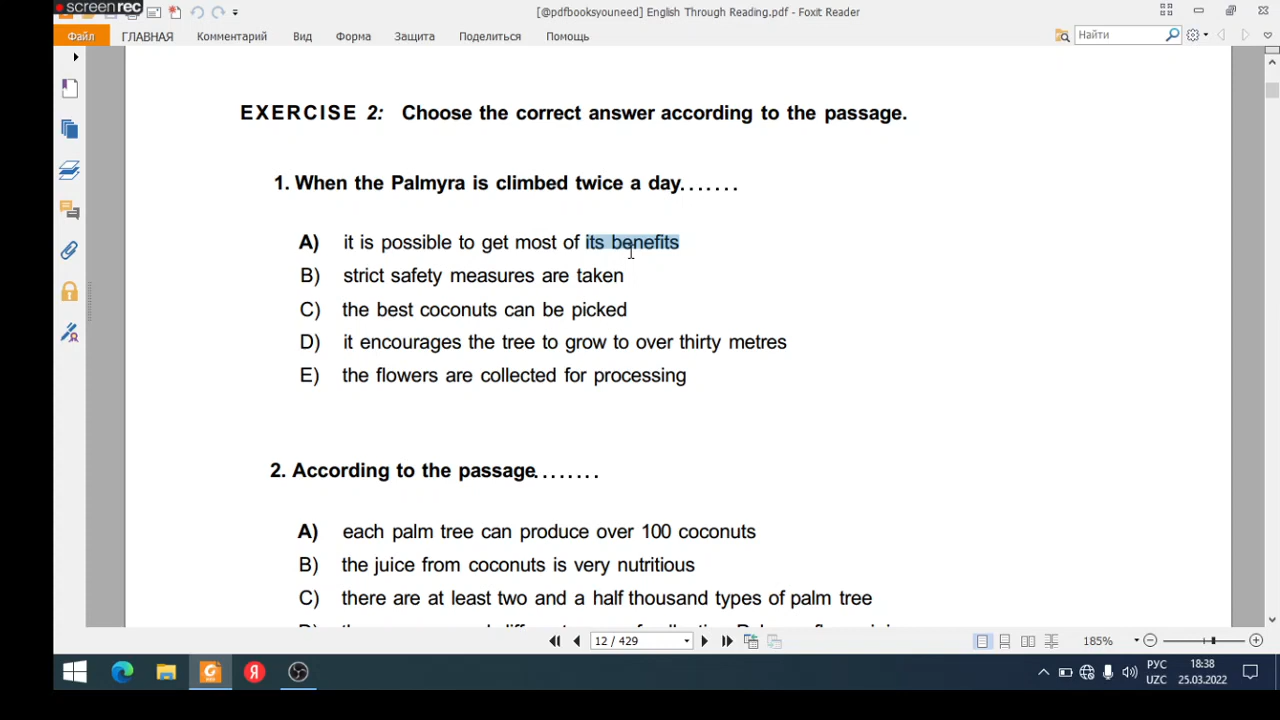 screenrec
[@pdfbooksyouneed] English Through Reading.pdf - Foxit Reader
Файл ГЛАВНАЯ Комментарий Вид Форма Защита Поделиться Помощь Найти
EXERCISE 2: Choose the correct answer according to the passage.
1. When the Palmyra is climbed twice a day.......
A) it is possible to get most of its benefits
B) strict safety measures are taken
C) the best coconuts can be picked
D) it encourages the tree to grow to over thirty metres
E) the flowers are collected for processing
2. According to the passage........
A) each palm tree can produce over 100 coconuts
B) the juice from coconuts is very nutritious
C) there are at least two and a half thousand types of palm tree
12 / 429 185%
РУС 18:38
UZC 25.03.2022